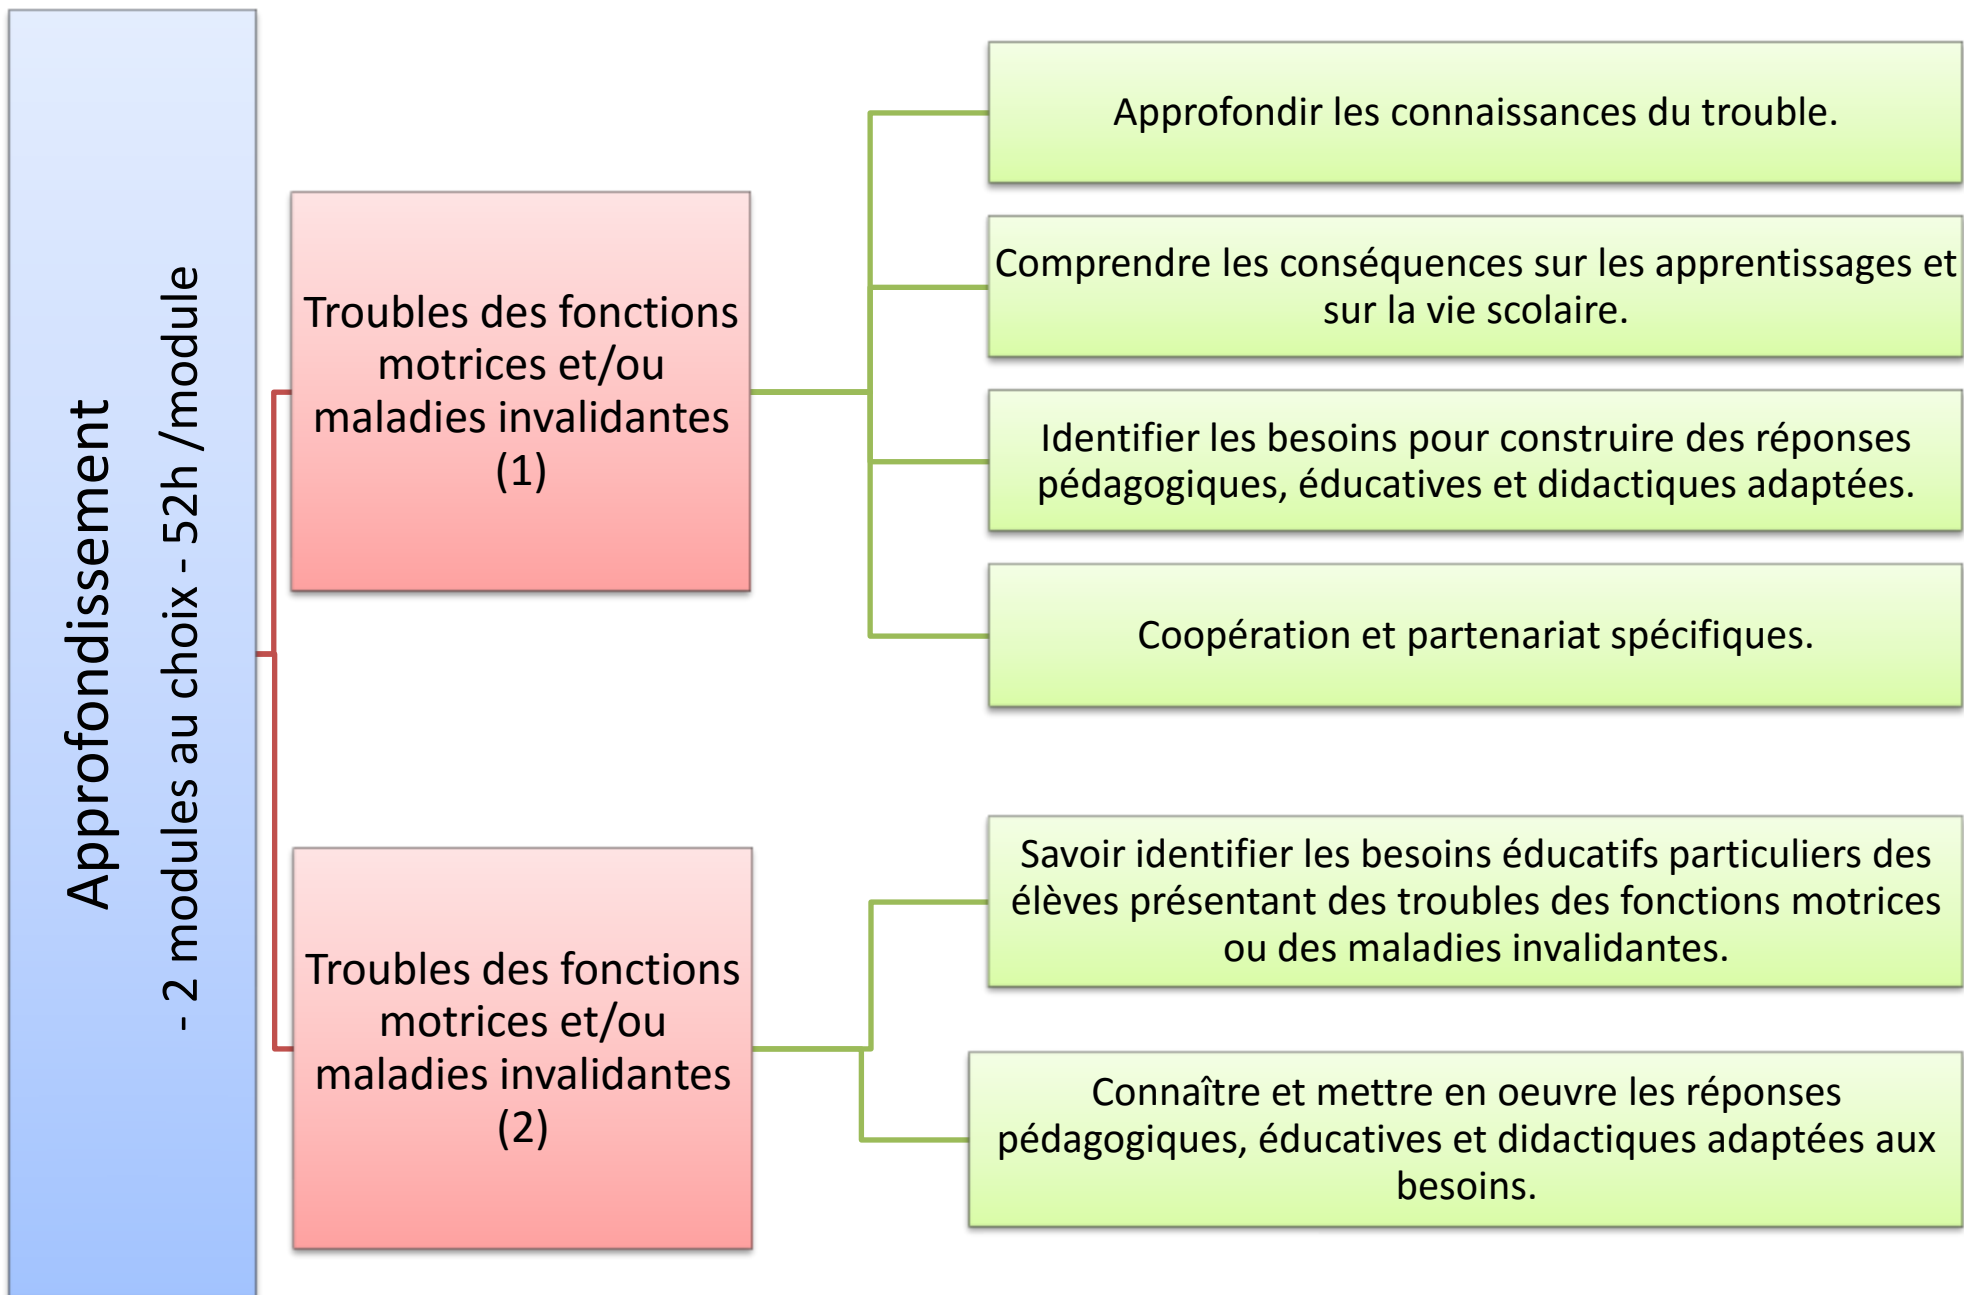 Approfondissement
- 2 modules au choix - 52h /module
Troubles des fonctions
motrices et/ou
maladies invalidantes
(1)
Approfondir les connaissances du trouble.
Comprendre les conséquences sur les apprentissages et
sur la vie scolaire.
Identifier les besoins pour construire des réponses
pédagogiques, éducatives et didactiques adaptées.
Coopération et partenariat spécifiques.
Troubles des fonctions
motrices et/ou
maladies invalidantes
(2)
Savoir identifier les besoins éducatifs particuliers des
élèves présentant des troubles des fonctions motrices
ou des maladies invalidantes.
Connaître et mettre en oeuvre les réponses
pédagogiques, éducatives et didactiques adaptées aux
besoins.